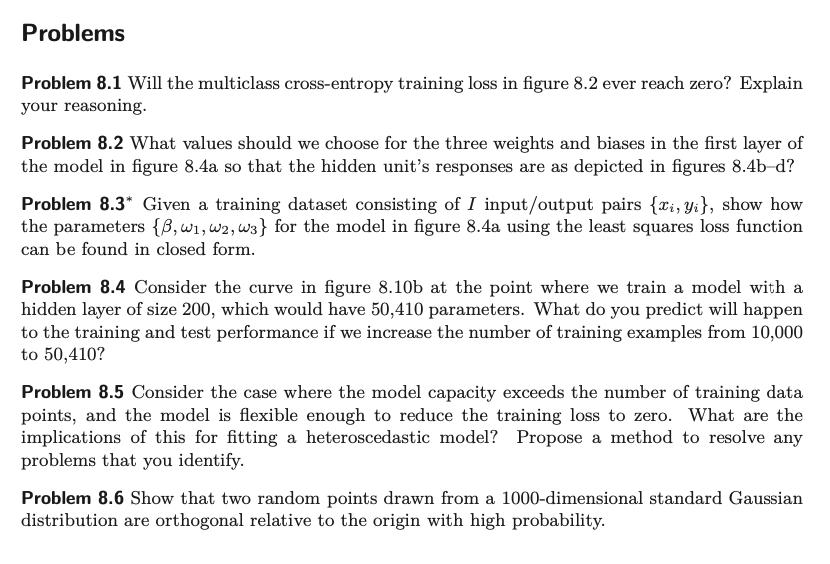 Problems
Problem 8.1 Will the multiclass cross-entropy training loss in figure 8.2 ever reach zero? Explain
your reasoning.
Problem 8.2 What values should we choose for the three weights and biases in the first layer of
the model in figure 8.4a so that the hidden unit's responses are as depicted in figures 8.4b–d?
Problem 8.3* Given a training dataset consisting of I input/output pairs {xᵢ, yᵢ}, show how
the parameters {β, ω₁, ω₂, ω₃} for the model in figure 8.4a using the least squares loss function
can be found in closed form.
Problem 8.4 Consider the curve in figure 8.10b at the point where we train a model with a
hidden layer of size 200, which would have 50,410 parameters. What do you predict will happen
to the training and test performance if we increase the number of training examples from 10,000
to 50,410?
Problem 8.5 Consider the case where the model capacity exceeds the number of training data
points, and the model is flexible enough to reduce the training loss to zero. What are the
implications of this for fitting a heteroscedastic model? Propose a method to resolve any
problems that you identify.
Problem 8.6 Show that two random points drawn from a 1000-dimensional standard Gaussian
distribution are orthogonal relative to the origin with high probability.